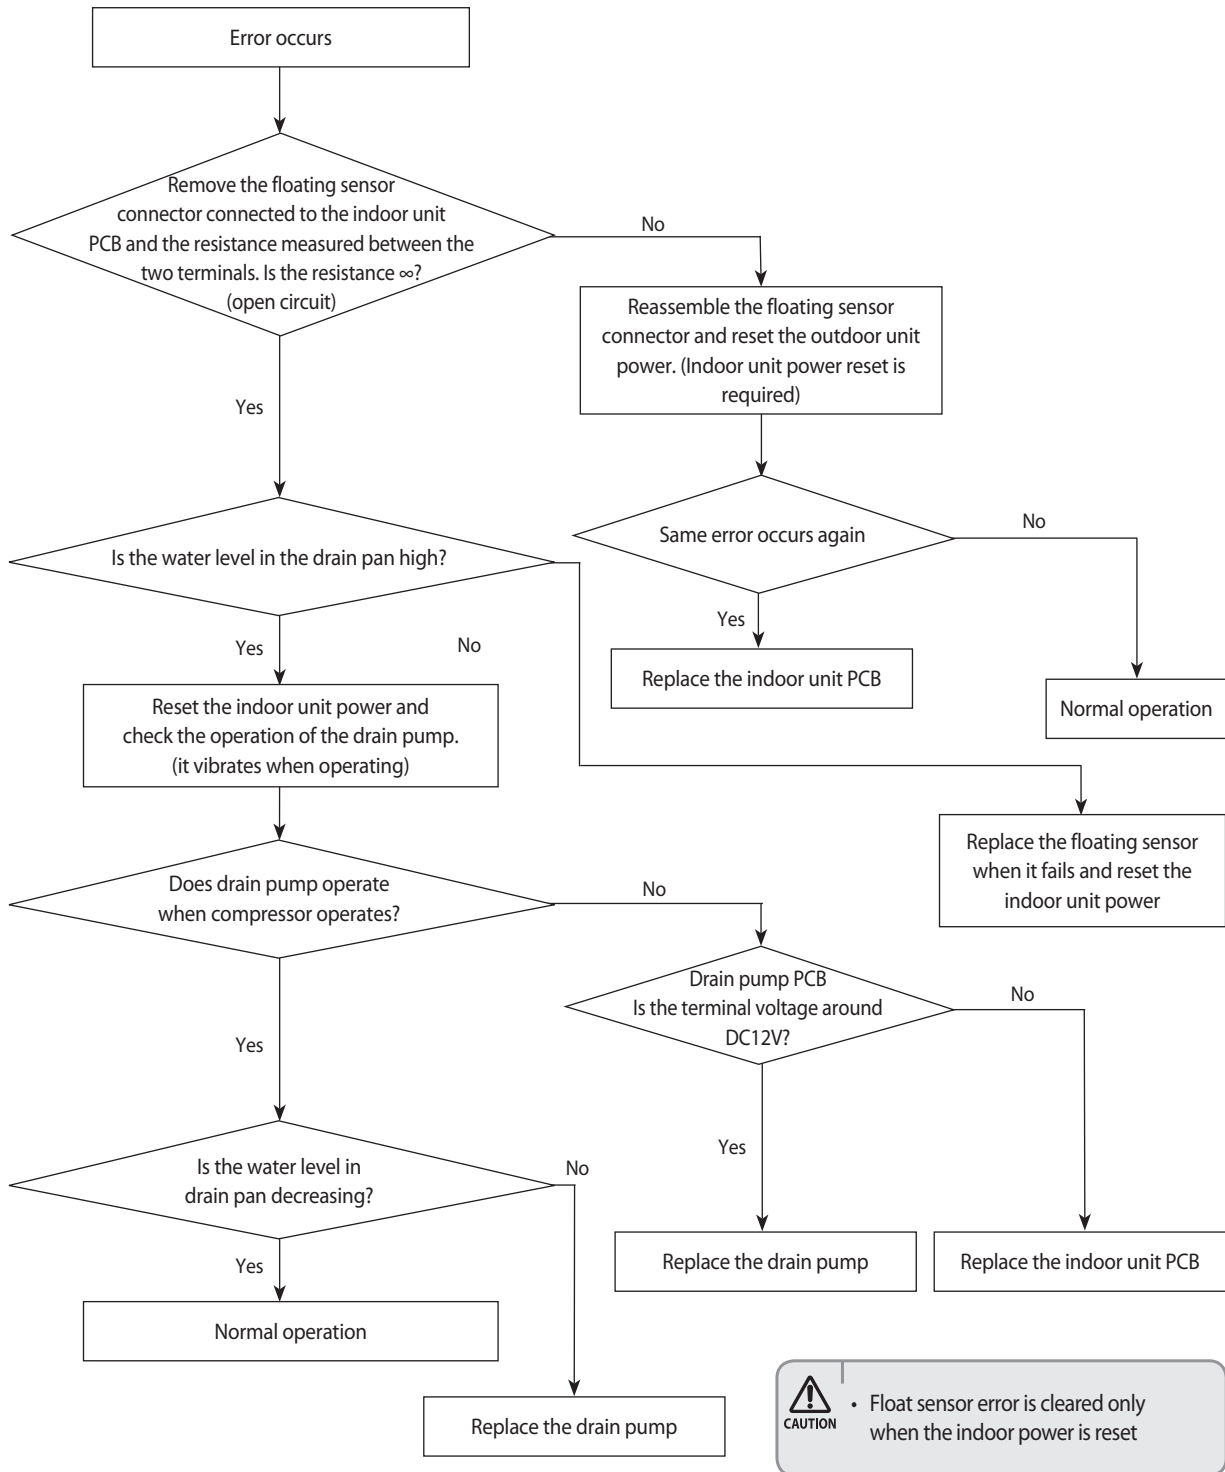 Error occurs
Remove the floating sensor
connector connected to the indoor unit
PCB and the resistance measured between the
two terminals. Is the resistance ∞?
(open circuit)
No
Reassemble the floating sensor
connector and reset the outdoor unit
power. (Indoor unit power reset is
required)
Yes
Same error occurs again
No
Is the water level in the drain pan high?
Yes
Replace the indoor unit PCB
Normal operation
Yes
No
Reset the indoor unit power and
check the operation of the drain pump.
(it vibrates when operating)
Replace the floating sensor
when it fails and reset the
indoor unit power
Does drain pump operate
when compressor operates?
No
Drain pump PCB
Is the terminal voltage around
DC12V?
No
Yes
Yes
Is the water level in
drain pan decreasing?
No
Replace the drain pump
Replace the indoor unit PCB
Yes
Normal operation
Replace the drain pump
CAUTION
• Float sensor error is cleared only
when the indoor power is reset